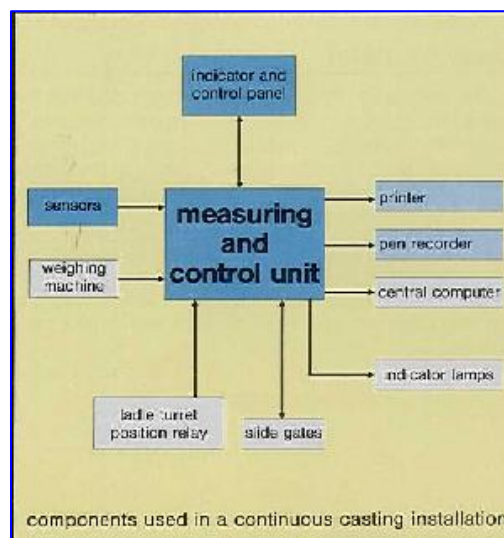 indicator and
control panel
sensors
measuring
and
control unit
printer
pen recorder
weighing
machine
central computer
indicator lamps
ladle turret
position relay
slide gates
components used in a continuous casting installation